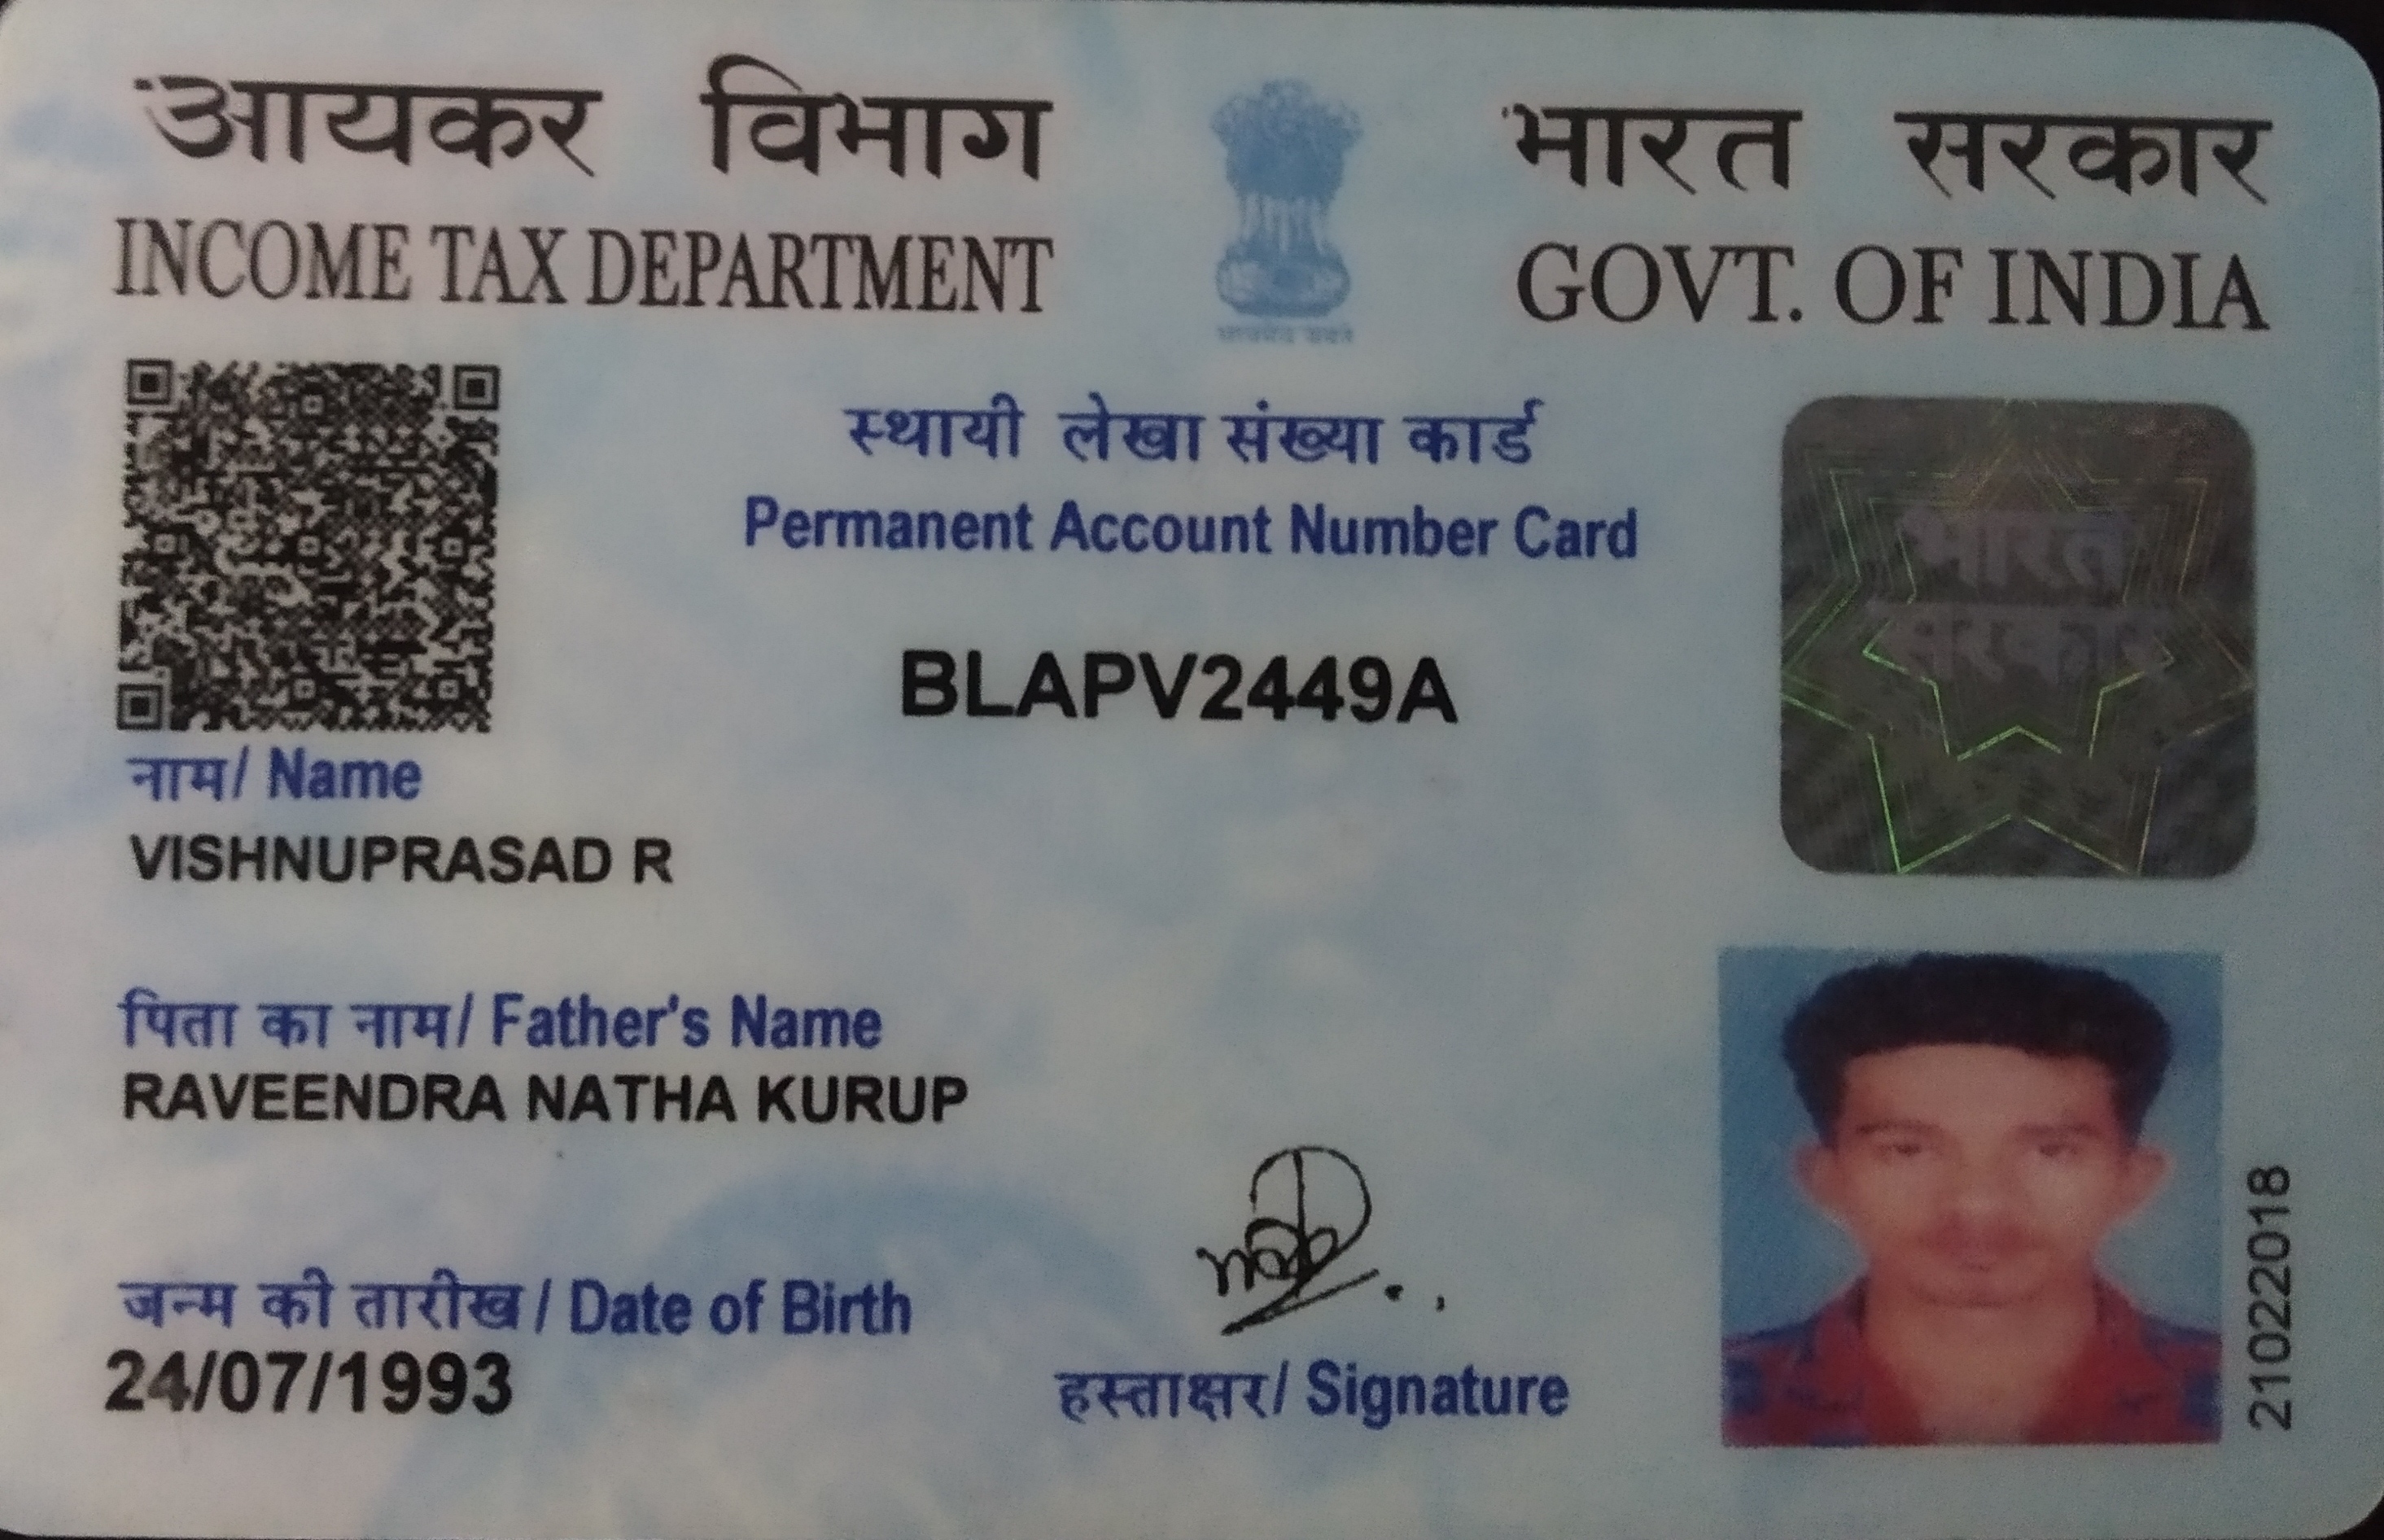 आयकर विभाग
INCOME TAX DEPARTMENT
भारत सरकार
GOVT. OF INDIA
स्थायी लेखा संख्या कार्ड
Permanent Account Number Card
BLAPV2449A
नाम/ Name
VISHNUPRASAD R
पिता का नाम/ Father's Name
RAVEENDRA NATHA KURUP
जन्म की तारीख / Date of Birth
24/07/1993
हस्ताक्षर/ Signature
21022018